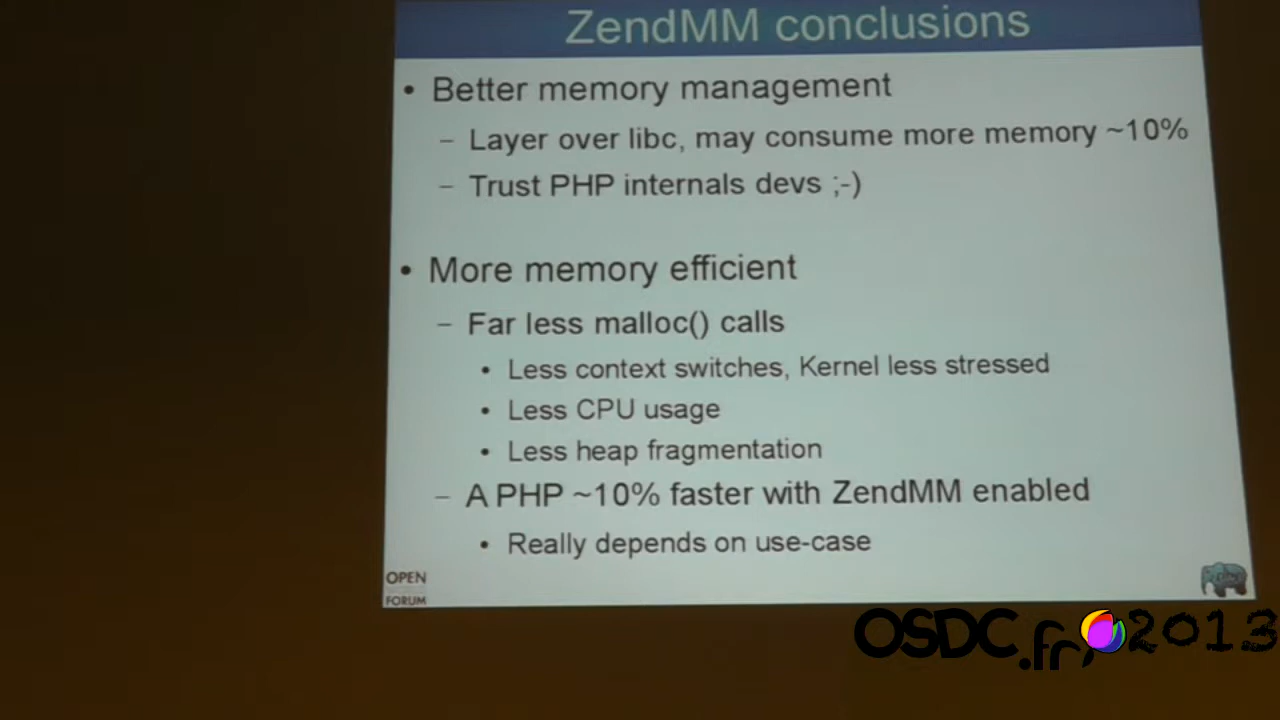 ZendMM conclusions
• Better memory management
– Layer over libc, may consume more memory ~10%
– Trust PHP internals devs ;-)
• More memory efficient
– Far less malloc() calls
• Less context switches, Kernel less stressed
• Less CPU usage
• Less heap fragmentation
– A PHP ~10% faster with ZendMM enabled
• Really depends on use-case
OPEN
FORUM
OSDC.fr 2013